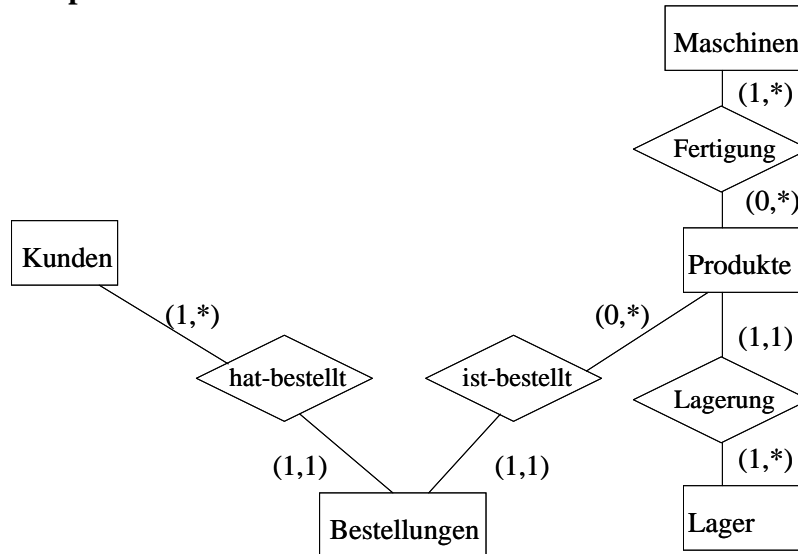 Maschinen
(1,*)
Fertigung
(0,*)
Kunden
Produkte
(1,*)
(0,*)
(1,1)
hat-bestellt
ist-bestellt
Lagerung
(1,1)
(1,1)
(1,*)
Bestellungen
Lager